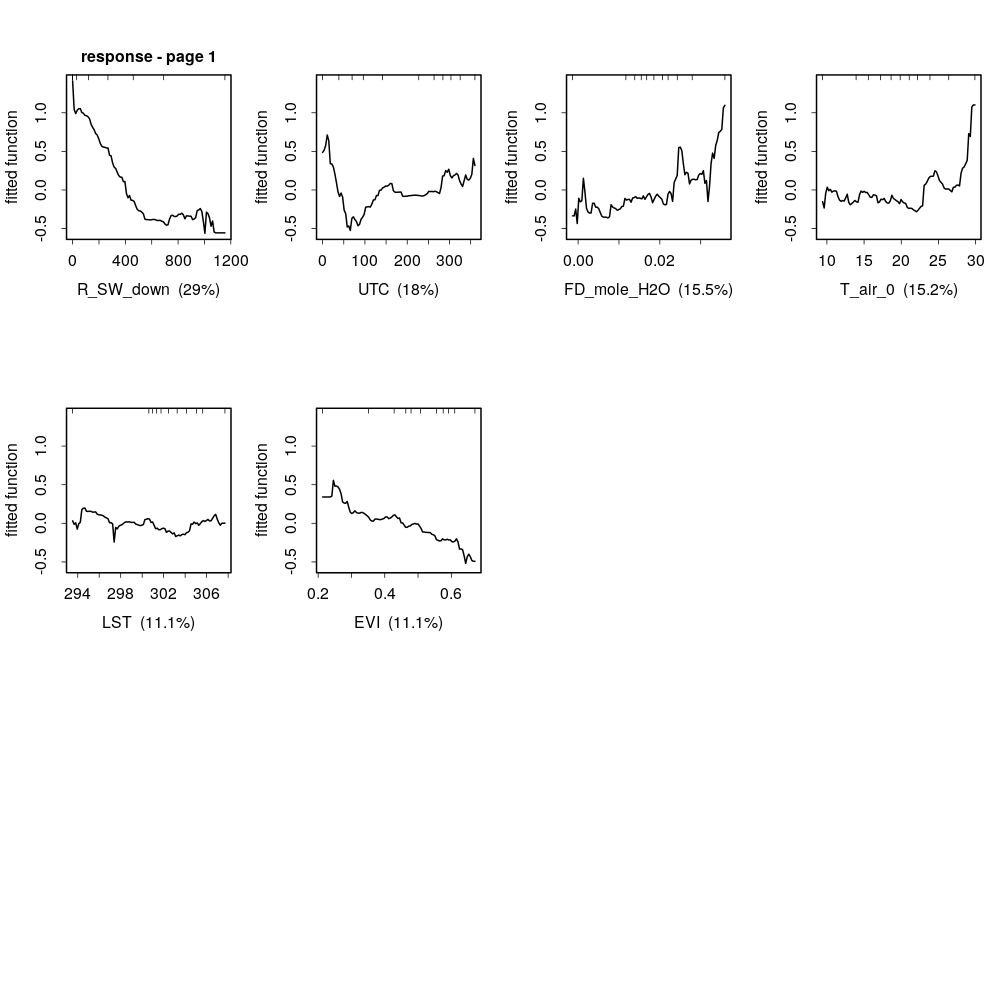 response - page 1
fitted function
-0.5 0.0 0.5 1.0
0 400 800 1200
R_SW_down (29%)
fitted function
-0.5 0.0 0.5 1.0
0 100 200 300
UTC (18%)
fitted function
-0.5 0.0 0.5 1.0
0.00 0.02
FD_mole_H2O (15.5%)
fitted function
-0.5 0.0 0.5 1.0
10 15 20 25 30
T_air_0 (15.2%)
fitted function
-0.5 0.0 0.5 1.0
294 298 302 306
LST (11.1%)
fitted function
-0.5 0.0 0.5 1.0
0.2 0.4 0.6
EVI (11.1%)